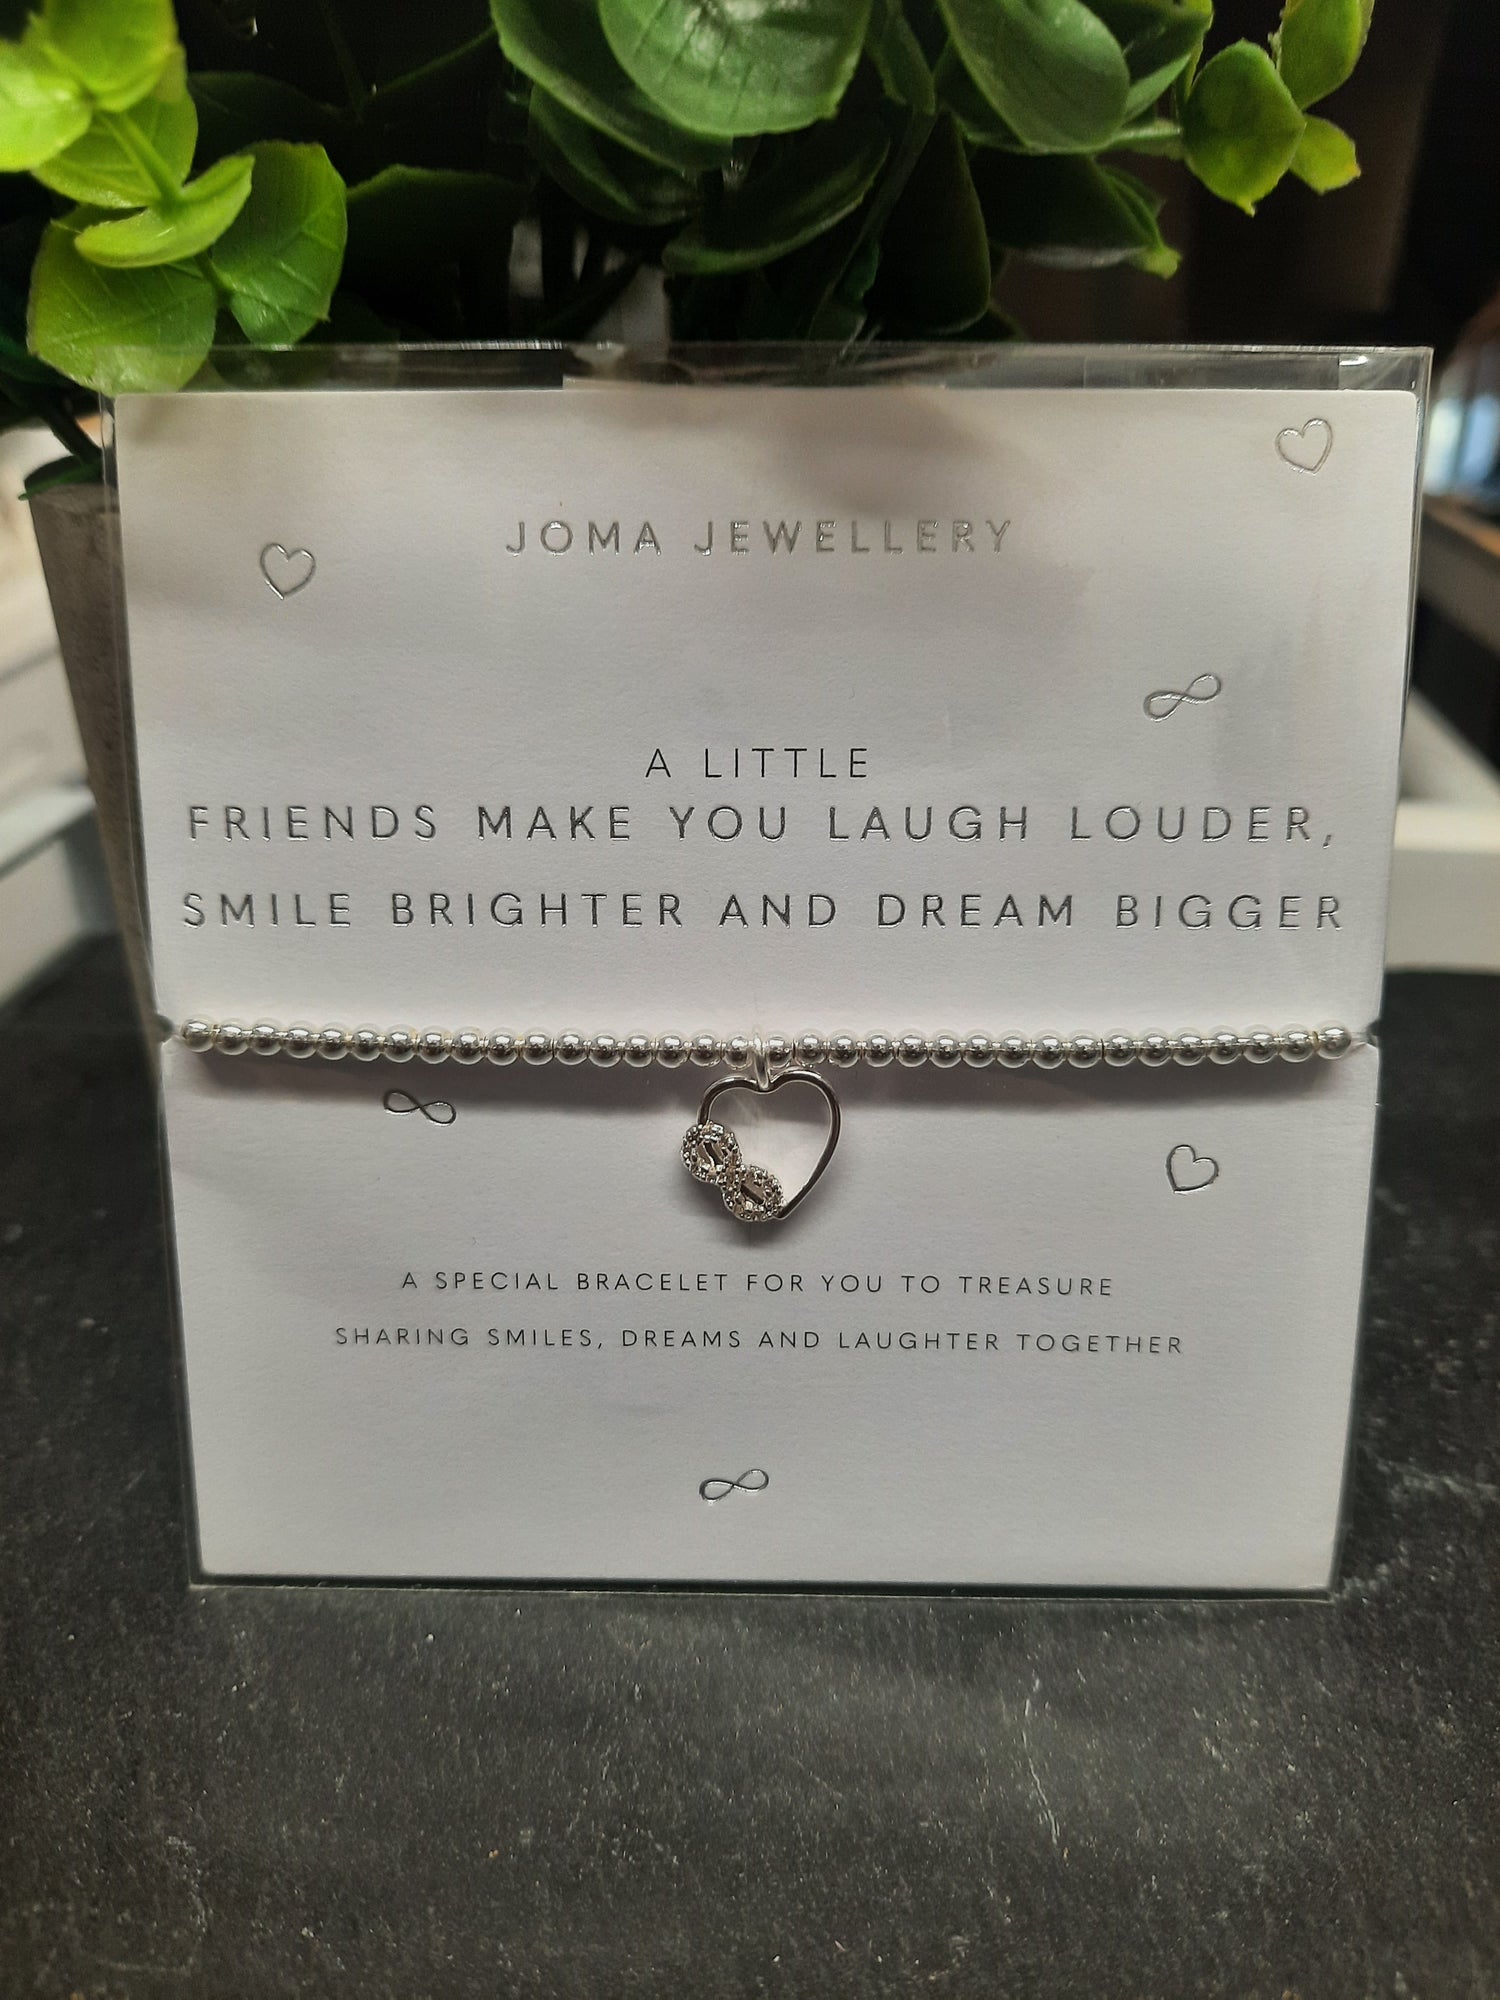 JOMA JEWELLERY
A LITTLE
FRIENDS MAKE YOU LAUGH LOUDER,
SMILE BRIGHTER AND DREAM BIGGER
A SPECIAL BRACELET FOR YOU TO TREASURE
SHARING SMILES, DREAMS AND LAUGHTER TOGETHER